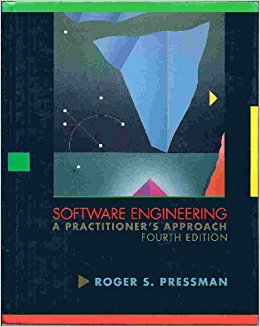 SOFTWARE ENGINEERING
A PRACTITIONER'S APPROACH
FOURTH EDITION
ROGER S. PRESSMAN